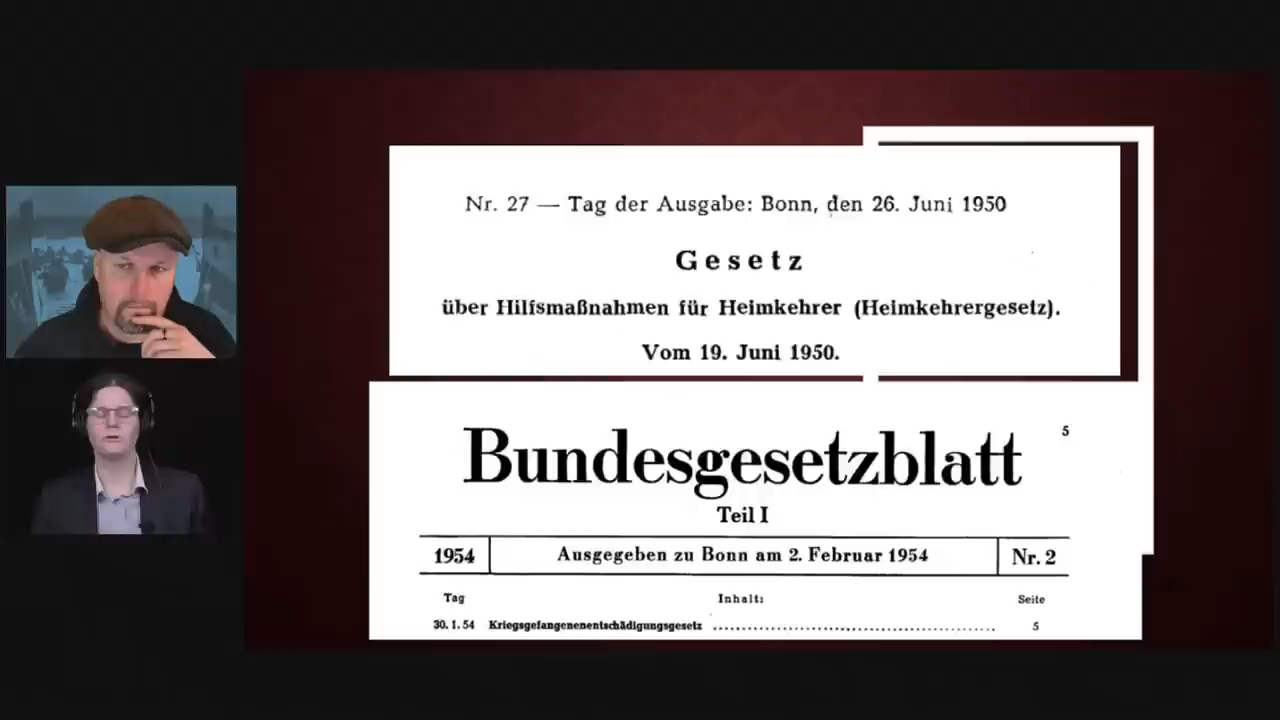 Nr. 27 — Tag der Ausgabe: Bonn, den 26. Juni 1950
Gesetz
über Hilfsmaßnahmen für Heimkehrer (Heimkehrergesetz).
Vom 19. Juni 1950.
5
Bundesgesetzblatt
Teil I
1954 Ausgegeben zu Bonn am 2. Februar 1954 Nr. 2
Tag Inhalt: Seite
30. 1. 54 Kriegsgefangenenentschädigungsgesetz ........................................ 5